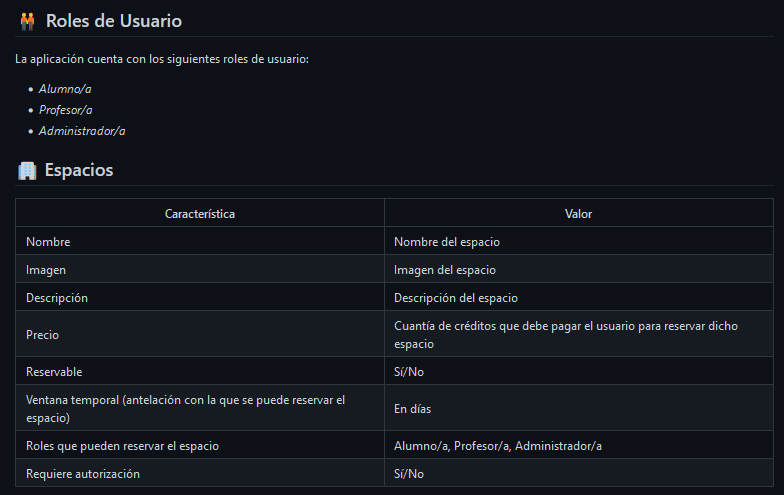 Roles de Usuario
La aplicación cuenta con los siguientes roles de usuario:
Alumno/a
Profesor/a
Administrador/a
Espacios
Característica Valor
Nombre Nombre del espacio
Imagen Imagen del espacio
Descripción Descripción del espacio
Precio Cuantía de créditos que debe pagar el usuario para reservar dicho
espacio
Reservable Sí/No
Ventana temporal (antelación con la que se puede reservar el
espacio) En días
Roles que pueden reservar el espacio Alumno/a, Profesor/a, Administrador/a
Requiere autorización Sí/No